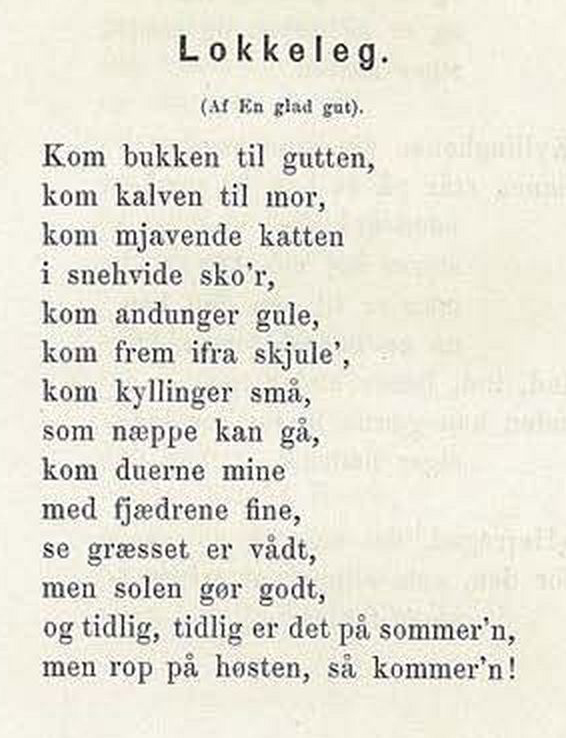 Lokkeleg.
(Af En glad gut).
Kom bukken til gutten,
kom kalven til mor,
kom mjavende katten
i snehvide sko'r,
kom andunger gule,
kom frem ifra skjule',
kom kyllinger små,
som næppe kan gå,
kom duerne mine
med fjædrene fine,
se græsset er vådt,
men solen gør godt,
og tidlig, tidlig er det på sommer'n,
men rop på høsten, så kommer'n!